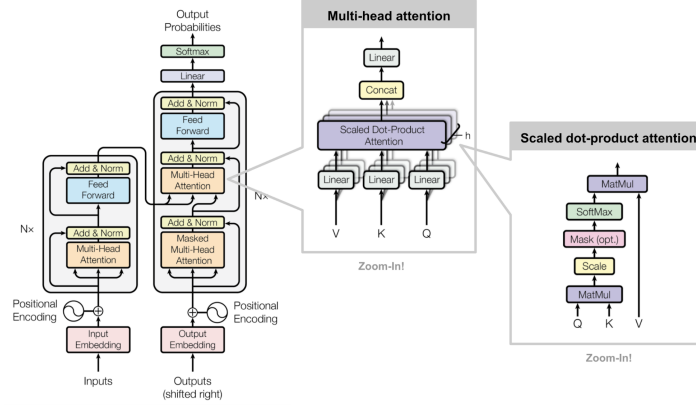 Output
Probabilities
Softmax
Linear
Add & Norm
Feed
Forward
Add & Norm
Multi-Head
Attention
Add & Norm
Masked
Multi-Head
Attention
Nx
Positional
Encoding
Output
Embedding
Outputs
(shifted right)
Add & Norm
Feed
Forward
Add & Norm
Multi-Head
Attention
Nx
Positional
Encoding
Input
Embedding
Inputs
Multi-head attention
Linear
Concat
Scaled Dot-Product
Attention
h
Linear
Linear
Linear
V
K
Q
Zoom-In!
Scaled dot-product attention
MatMul
SoftMax
Mask (opt.)
Scale
MatMul
Q
K
V
Zoom-In!